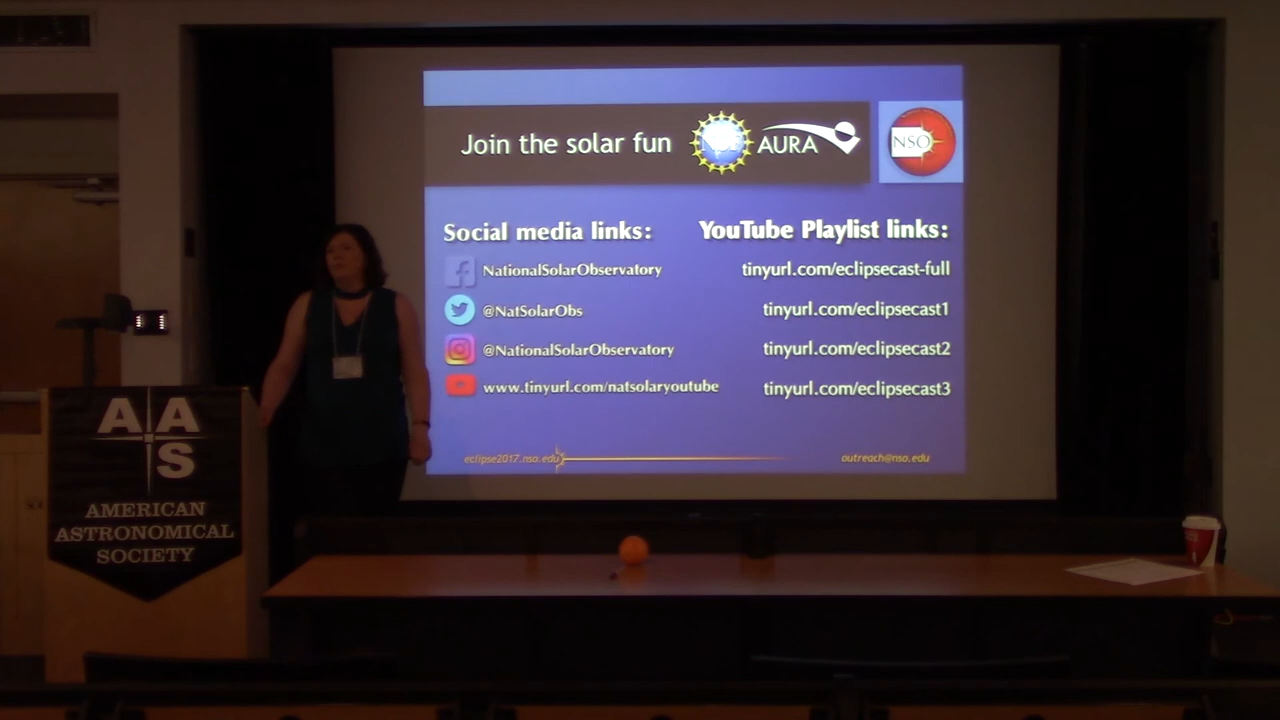 Join the solar fun
NSF
AURA
NSO
Social media links:
NationalSolarObservatory
@NatSolarObs
@NationalSolarObservatory
www.tinyurl.com/natsolaryoutube
YouTube Playlist links:
tinyurl.com/eclipsecast-full
tinyurl.com/eclipsecast1
tinyurl.com/eclipsecast2
tinyurl.com/eclipsecast3
eclipse2017.nso.edu
outreach@nso.edu
AAS
AMERICAN
ASTRONOMICAL
SOCIETY